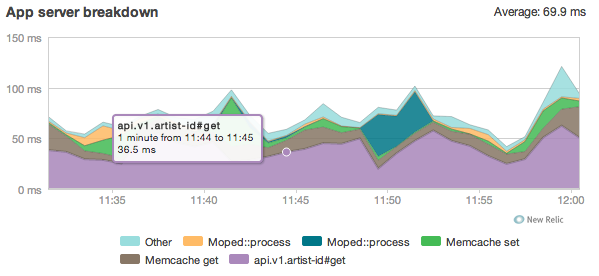 App server breakdown Average: 69.9 ms
150 ms
100 ms
50 ms
0 ms
api.v1.artist-id#get
1 minute from 11:44 to 11:45
36.5 ms
11:35 11:40 11:45 11:50 11:55 12:00
New Relic
Other Moped::process Moped::process Memcache set
Memcache get api.v1.artist-id#get